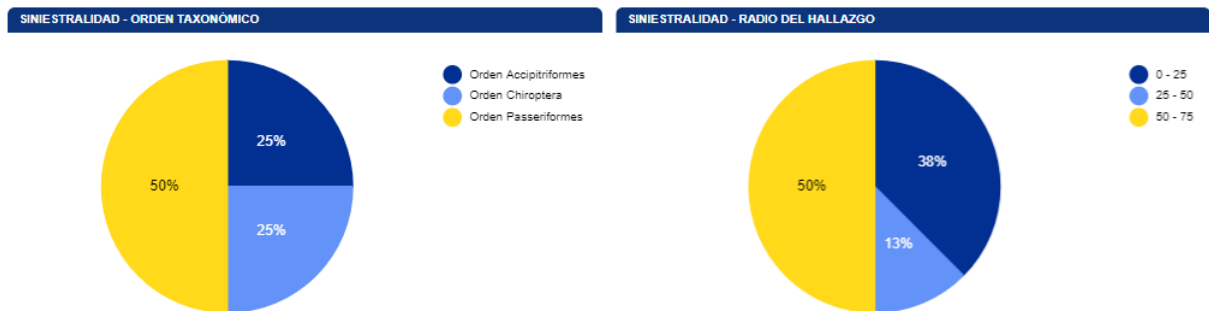 SINIESTRALIDAD - ORDEN TAXONÓMICO
25%
50%
25%
Orden Accipitriformes
Orden Chiroptera
Orden Passeriformes
SINIESTRALIDAD - RADIO DEL HALLAZGO
38%
50%
13%
0 - 25
25 - 50
50 - 75